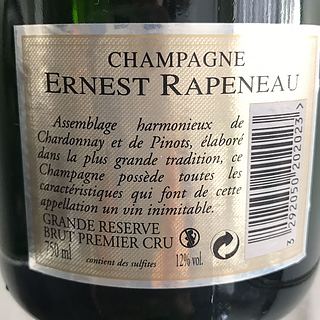 CHAMPAGNE
ERNEST RAPENEAU
Assemblage harmonieux de
Chardonnay et de Pinots, élaboré
dans la plus grande tradition, ce
Champagne possède toutes les
caractéristiques qui font de cette
appellation un vin inimitable.
GRANDE RESERVE
BRUT PREMIER CRU
750 ml
contient des sulfites
12% vol.
3 292050 202023 >